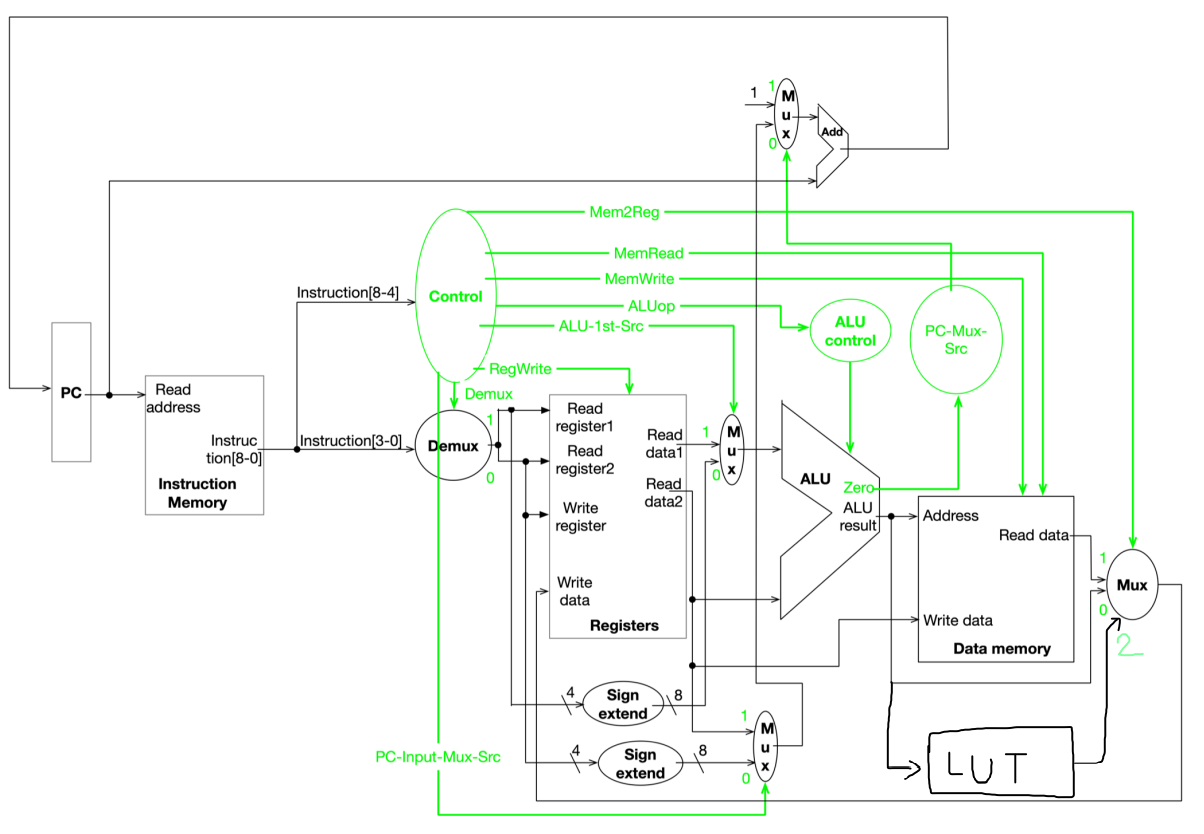 1
1
M
u
x
0
Add
Mem2Reg
MemRead
MemWrite
Instruction[8-4]
Control
ALUop
ALU-1st-Src
ALU
control
PC-Mux-
Src
RegWrite
Demux
PC
Read
address
Instruc
tion[8-0]
Instruction
Memory
Instruction[3-0]
Demux
1
0
Read
register1
Read
register2
Write
register
Write
data
Read
data1
Read
data2
Registers
1
M
u
x
0
ALU
Zero
ALU
result
Address
Read data
Write data
Data memory
1
0
2
Mux
4
Sign
extend
8
4
Sign
extend
8
1
M
u
x
0
PC-Input-Mux-Src
LUT